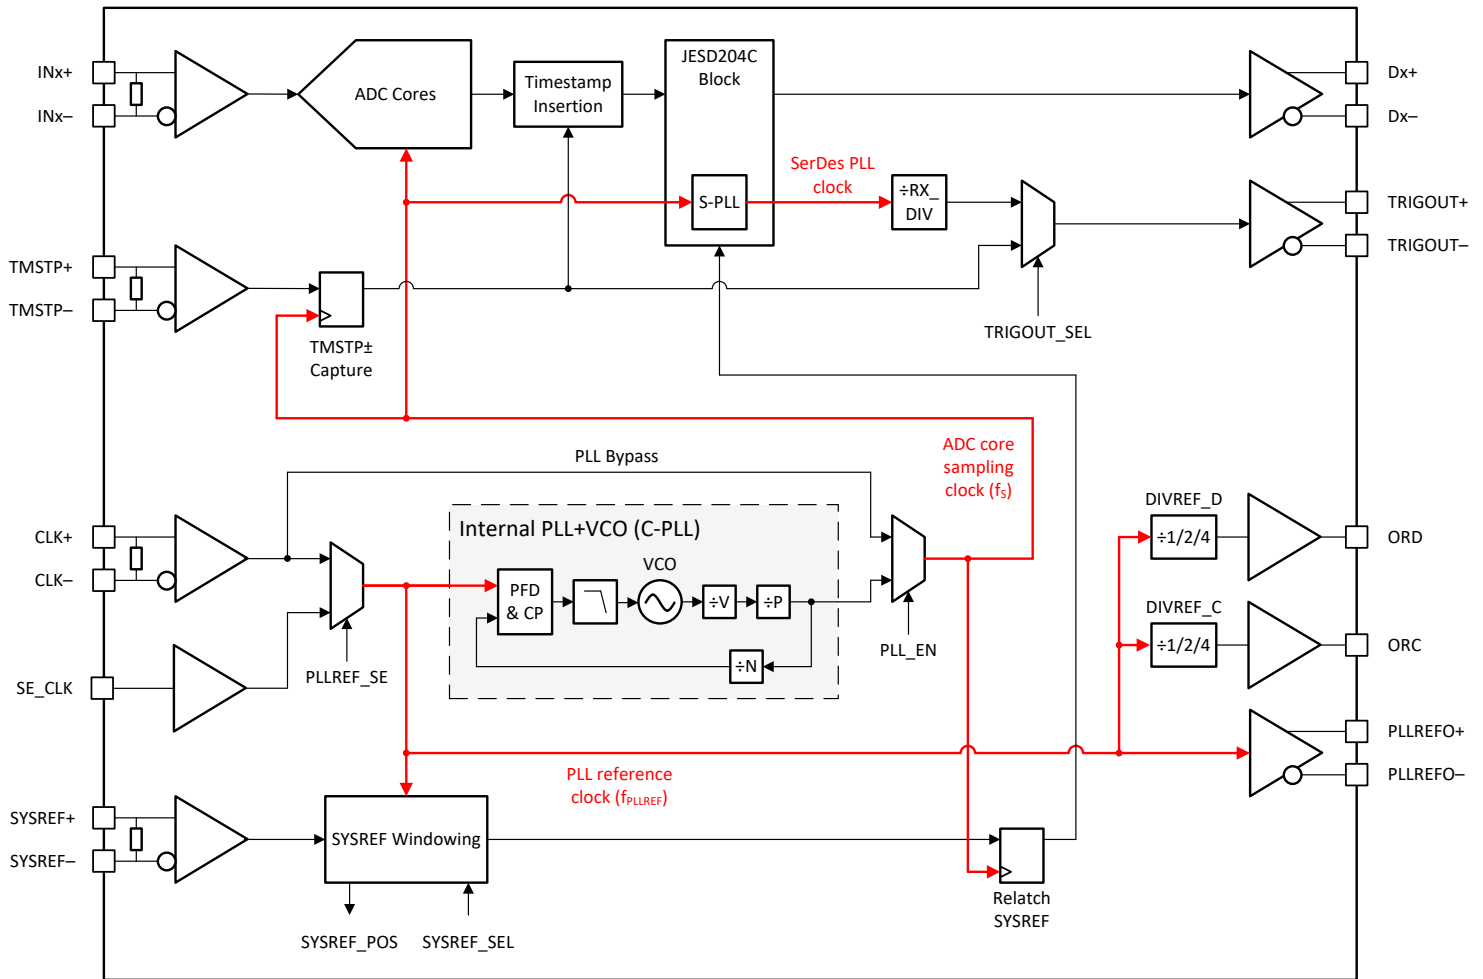 INx+
INx–
ADC Cores
Timestamp
Insertion
JESD204C
Block
S-PLL
SerDes PLL
clock
÷RX_
DIV
Dx+
Dx–
TRIGOUT+
TRIGOUT–
TMSTP+
TMSTP–
TMSTP±
Capture
TRIGOUT_SEL
PLL Bypass
ADC core
sampling
clock (fS)
CLK+
CLK–
Internal PLL+VCO (C-PLL)
VCO
PFD
& CP
÷V
÷P
÷N
PLLREF_SE
PLL_EN
SE_CLK
DIVREF_D
÷1/2/4
ORD
DIVREF_C
÷1/2/4
ORC
PLLREFO+
PLLREFO–
PLL reference
clock (fPLLREF)
SYSREF+
SYSREF–
SYSREF Windowing
SYSREF_POS
SYSREF_SEL
Relatch
SYSREF